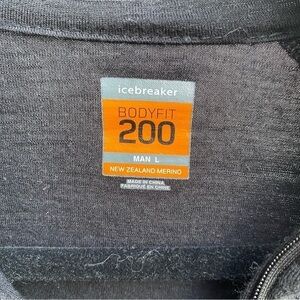 icebreaker
BODYFIT
200
MAN L
NEW ZEALAND MERINO
MADE IN CHINA
FABRIQUÉ EN CHINE